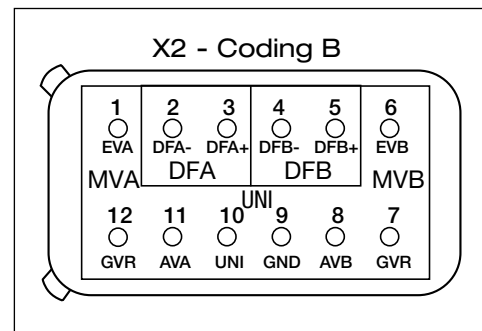 X2 - Coding B
1 2 3 4 5 6
EVA DFA- DFA+ DFB- DFB+ EVB
MVA DFA DFB MVB
UNI
12 11 10 9 8 7
GVR AVA UNI GND AVB GVR